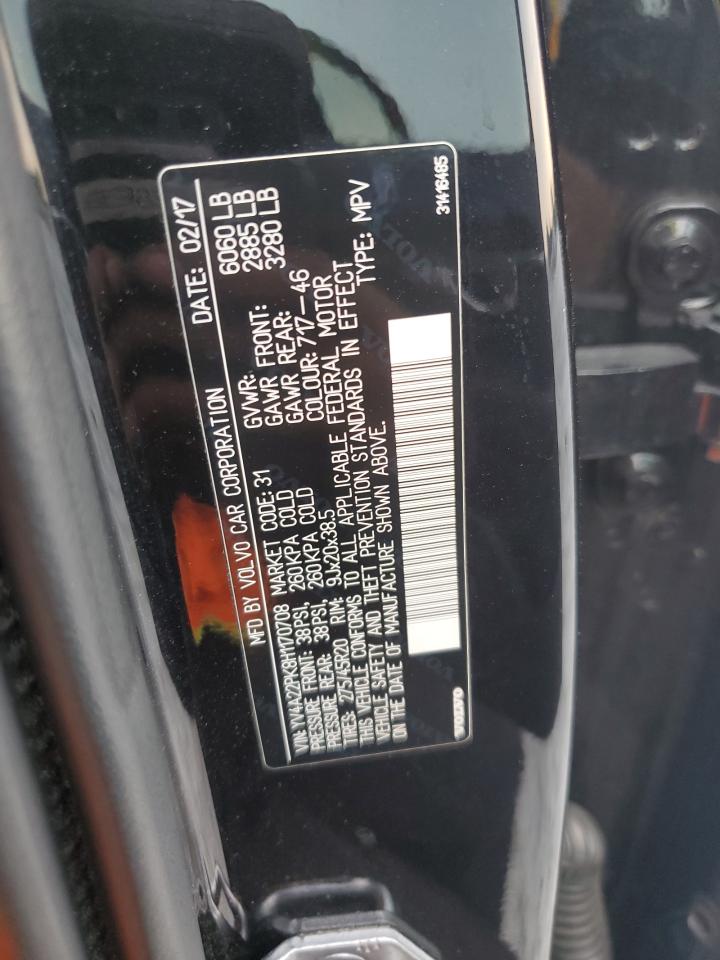 MFD BY VOLVO CAR CORPORATION DATE: 02/17
VIN: YV4A22PK8H1170708 MARKET CODE: 31 GVWR: 6060 LB
PRESSURE FRONT: 38PSI, 260KPA COLD GAWR FRONT: 2885 LB
PRESSURE REAR: 38PSI, 260KPA COLD GAWR REAR: 3280 LB
TIRES: 275/45R20 RIM: 9Jx20x38.5 COLOUR: 717-46
THIS VEHICLE CONFORMS TO ALL APPLICABLE FEDERAL MOTOR
VEHICLE SAFETY AND THEFT PREVENTION STANDARDS IN EFFECT
ON THE DATE OF MANUFACTURE SHOWN ABOVE. TYPE: MPV
VOLVO 31416485